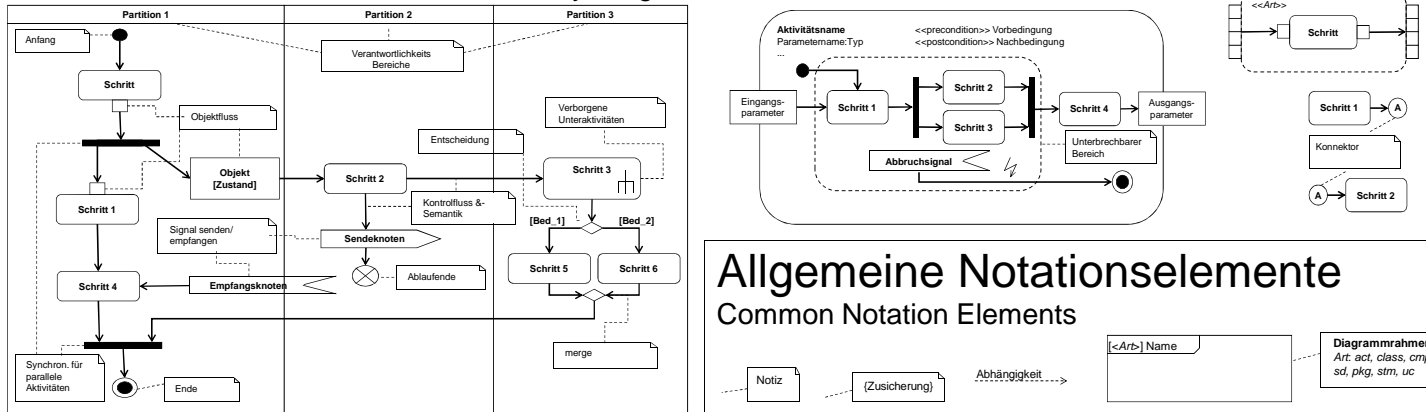 Partition 1
Partition 2
Partition 3
Anfang
Verantwortlichkeits
Bereiche
Schritt
Objektfluss
Verborgene
Unteraktivitäten
Entscheidung
Objekt
[Zustand]
Schritt 2
Schritt 3
Schritt 1
Kontrolfluss &-
Semantik
[Bed_1]
[Bed_2]
Signal senden/
empfangen
Sendeknoten
Schritt 5
Schritt 6
Ablaufende
Schritt 4
Empfangsknoten
merge
Synchron. für
parallele
Aktivitäten
Ende
Aktivitätsname
Parametername:Typ
...
<<precondition>> Vorbedingung
<<postcondition>> Nachbedingung
Eingangs-
parameter
Schritt 1
Schritt 2
Schritt 3
Schritt 4
Ausgangs-
parameter
Unterbrechbarer
Bereich
Abbruchsignal
<<Art>>
Schritt
Schritt 1
A
Konnektor
A
Schritt 2
Allgemeine Notationselemente
Common Notation Elements
Notiz
{Zusicherung}
Abhängigkeit
[<Art>] Name
Diagrammrahmen
Art: act, class, cmp
sd, pkg, stm, uc